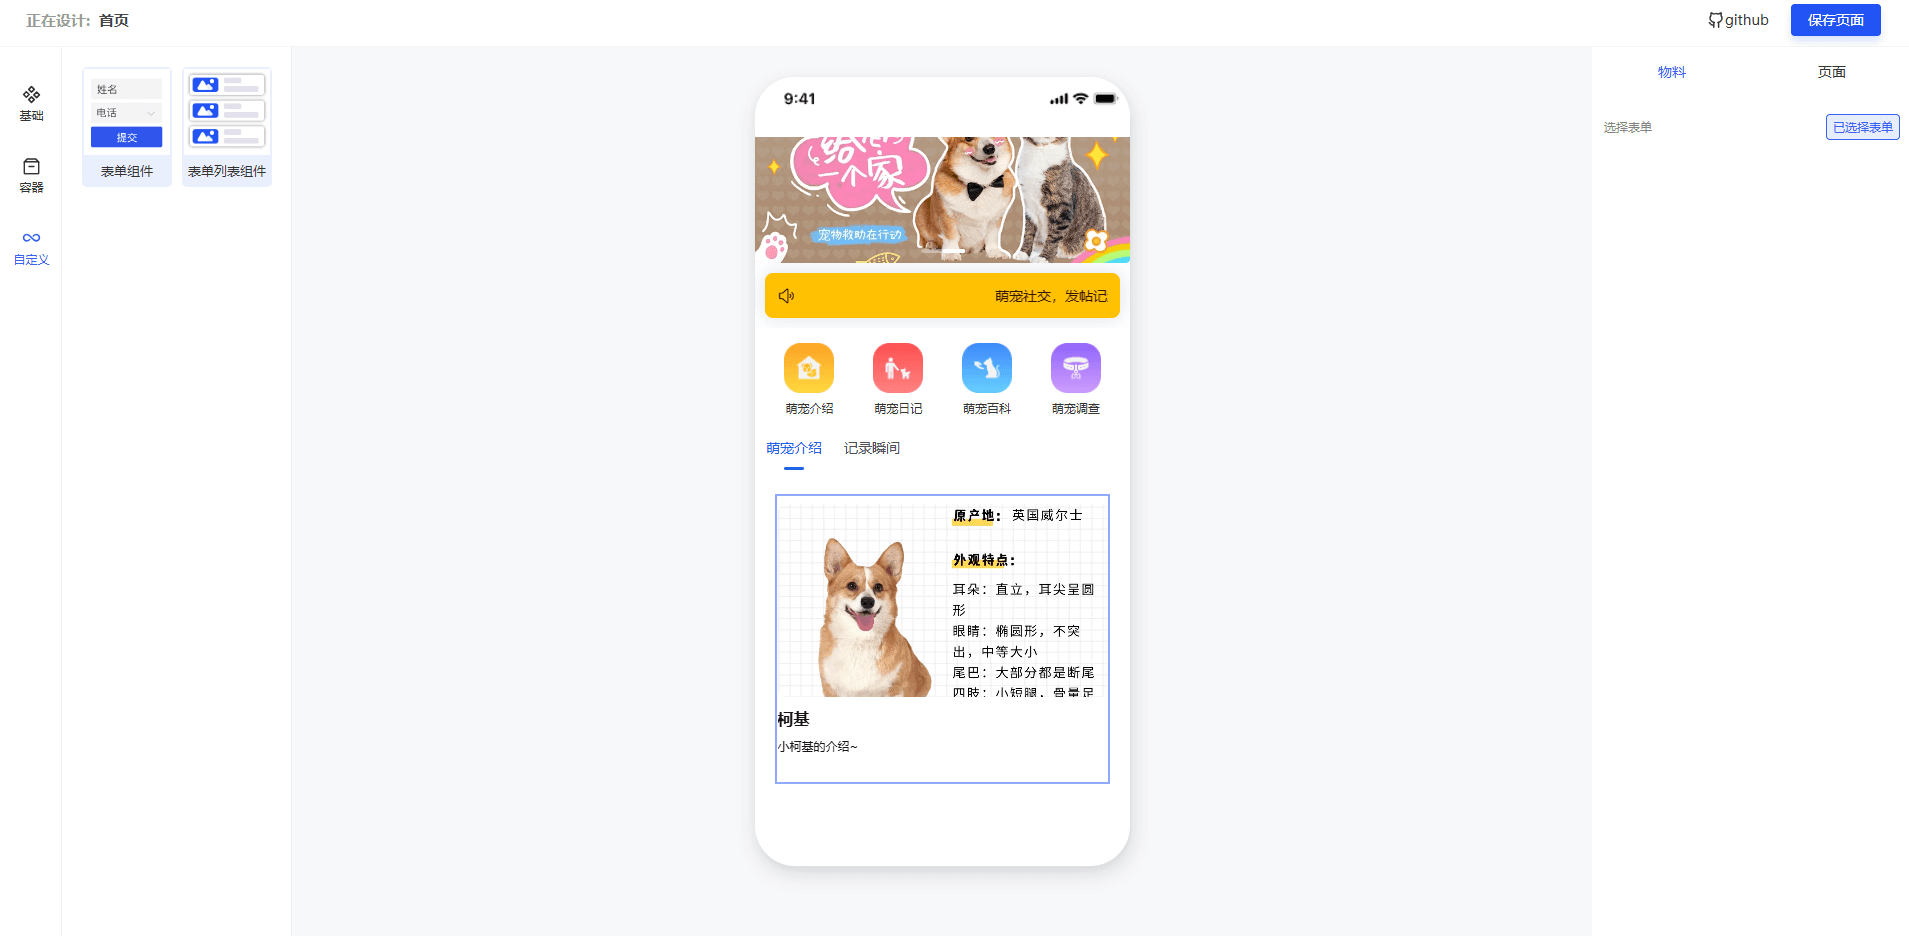 正在设计: 首页
github
保存页面
基础
容器
自定义
姓名
电话
提交
表单组件
表单列表组件
9:41
一个家
宠物救助在行动
萌宠社交，发帖记
萌宠介绍
萌宠日记
萌宠百科
萌宠调查
萌宠介绍
记录瞬间
原产地： 英国威尔士
外观特点：
耳朵：直立，耳尖呈圆
形
眼睛：椭圆形，不突
出，中等大小
尾巴：大部分都是断尾
四肢：小短腿，骨量足
柯基
小柯基的介绍~
物料
页面
选择表单
已选择表单